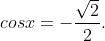 cosx = −√2/2.